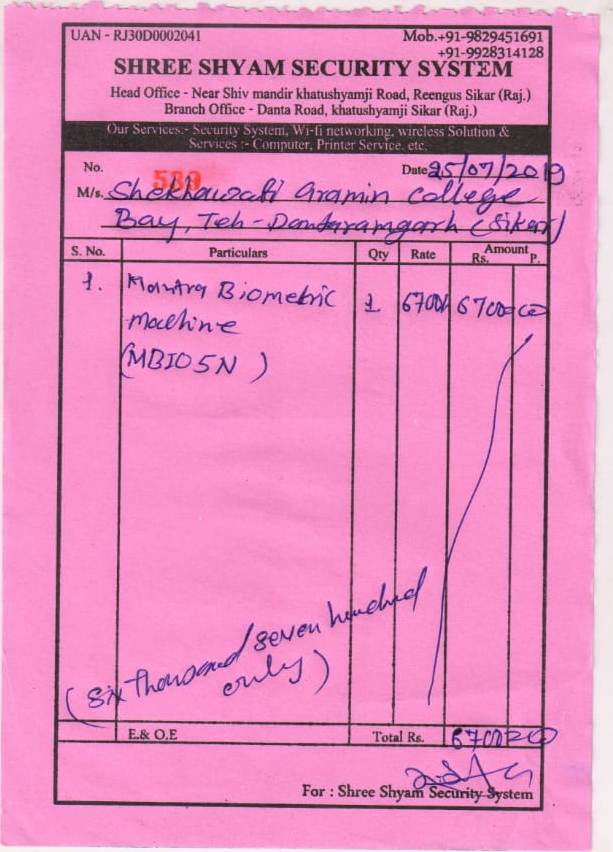 UAN - RJ30D0002041 Mob.+91-9829451691
+91-9928314128
SHREE SHYAM SECURITY SYSTEM
Head Office - Near Shiv mandir khatushyamji Road, Reengus Sikar (Raj.)
Branch Office - Danta Road, khatushyamji Sikar (Raj.)
Our Services:- Security System, Wi-fi networking, wireless Solution &
Services :- Computer, Printer Service, etc.
No. 539 Date 25/07/2019
M/s. Shekhawati Gramin College
Bay, Teh-Dantaramgarh (Sikar)
S. No. Particulars Qty Rate Amount
Rs. P.
1. Mantra Biometric 1 6700/ 6700=00
Machine
(MBIO5N)
(Six thousand seven hundred
only)
E.& O.E Total Rs. 6700=00
For : Shree Shyam Security System